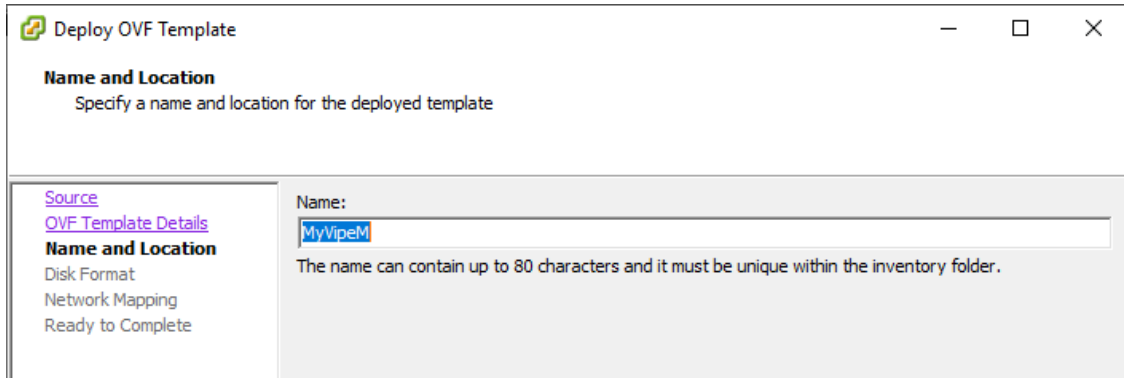 Deploy OVF Template
Name and Location
Specify a name and location for the deployed template
Source
OVF Template Details
Name and Location
Disk Format
Network Mapping
Ready to Complete
Name:
MyVipeM
The name can contain up to 80 characters and it must be unique within the inventory folder.